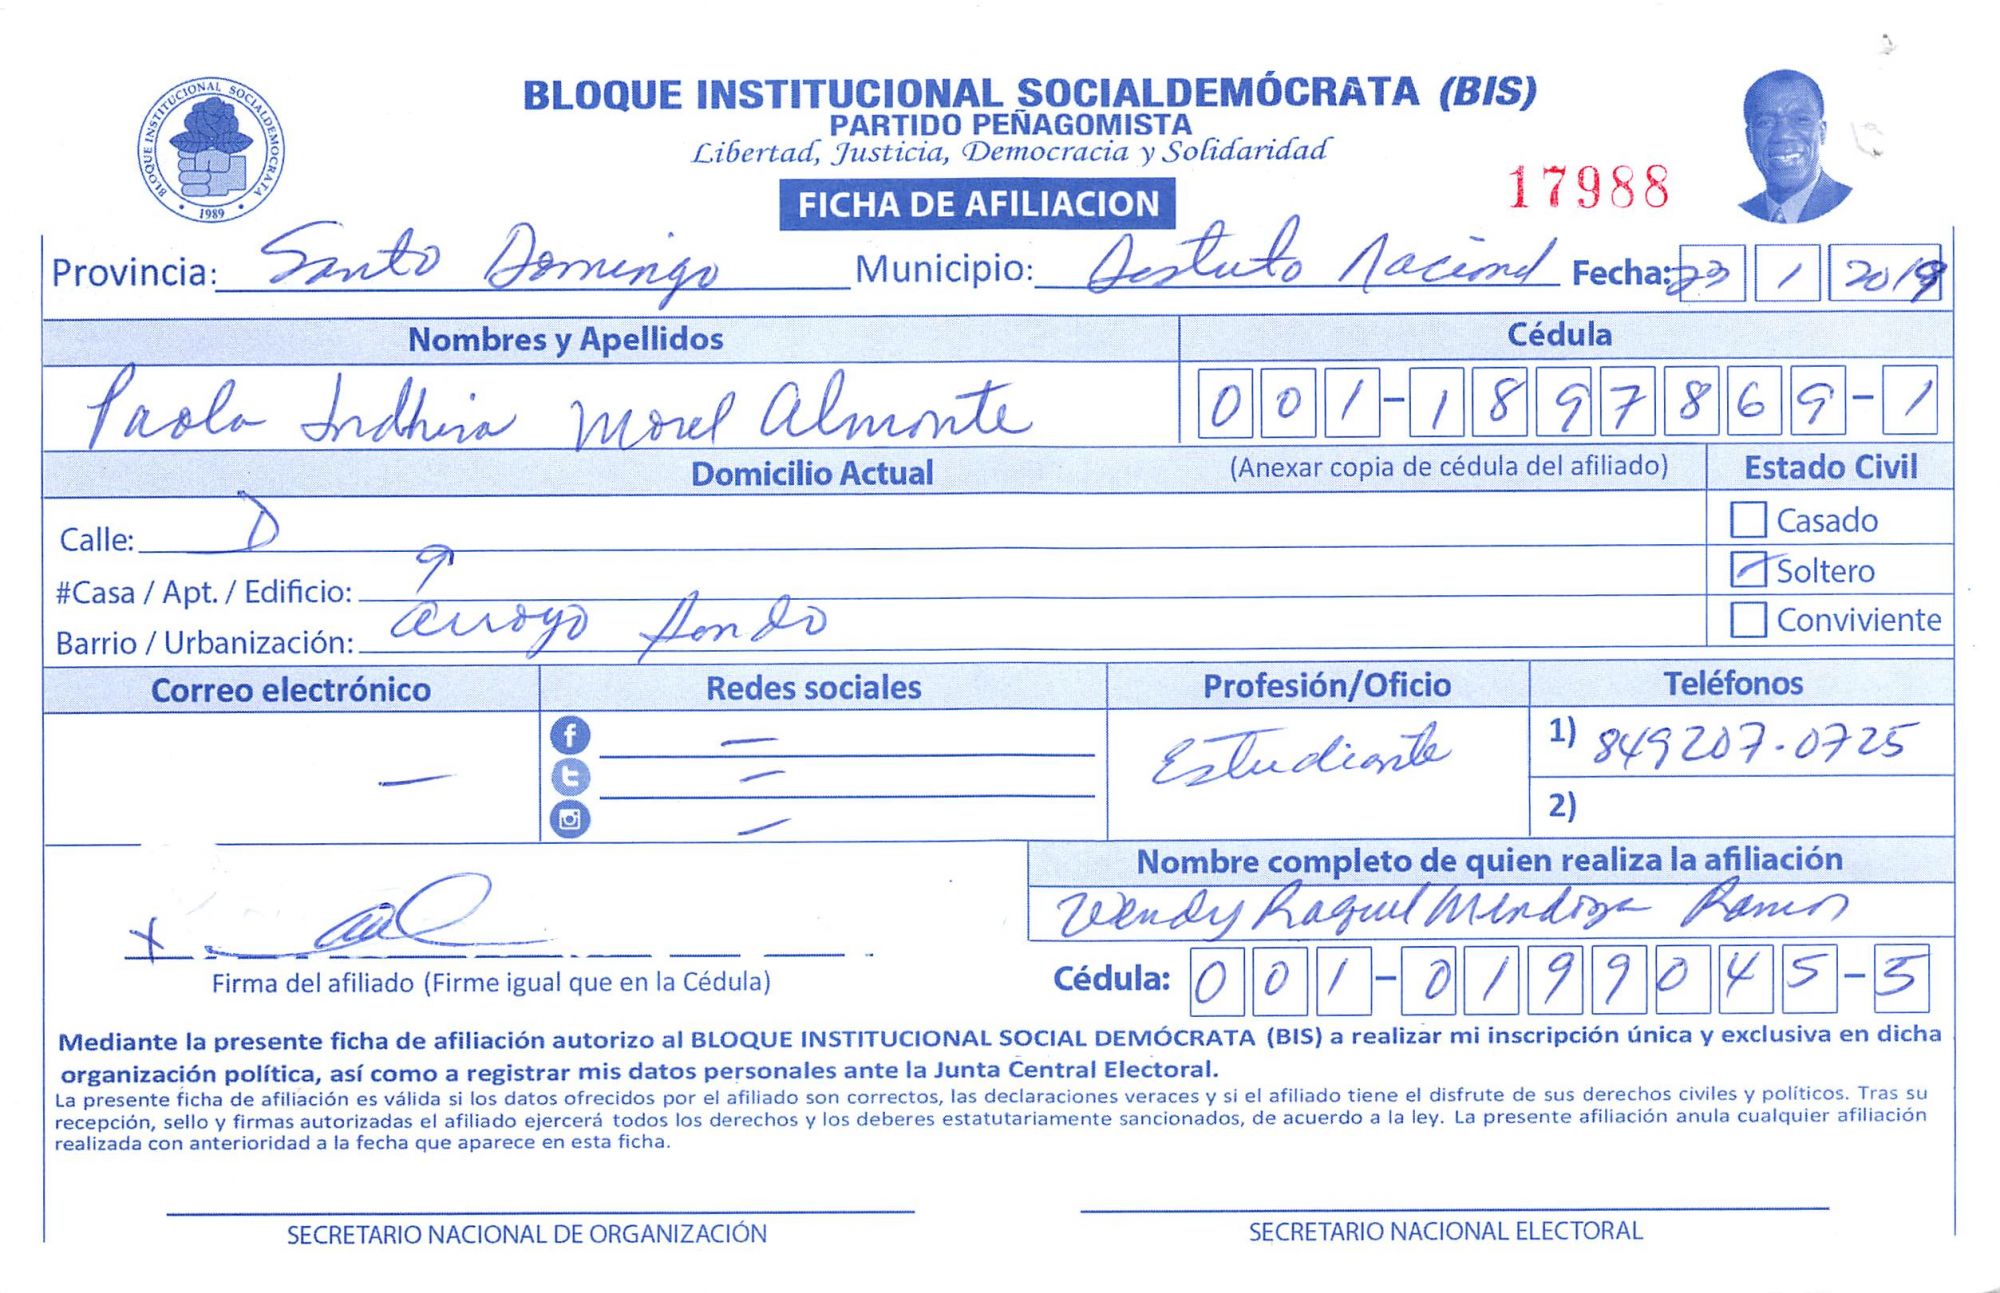 BLOQUE INSTITUCIONAL SOCIALDEMÓCRATA (BIS)
PARTIDO PEÑAGOMISTA
Libertad, Justicia, Democracia y Solidaridad
BLOQUE INSTITUCIONAL SOCIALDEMOCRATA
1989
17988
FICHA DE AFILIACION
Provincia: Santo Domingo Municipio: Destuto Nacional Fecha: 23 1 2019
Nombres y Apellidos Cédula
Paola Indhira Morel Almonte 001-1897869-1
Domicilio Actual (Anexar copia de cédula del afiliado) Estado Civil
Calle: D Casado
#Casa / Apt. / Edificio: 9 Soltero
Barrio / Urbanización: Arroyo Hondo Conviviente
Correo electrónico Redes sociales Profesión/Oficio Teléfonos
— — — — Estudiante 1) 849207-0725
2)
Nombre completo de quien realiza la afiliación
Wendy Raquel Mendoza Ramos
x
Firma del afiliado (Firme igual que en la Cédula) Cédula: 001-0199045-5
Mediante la presente ficha de afiliación autorizo al BLOQUE INSTITUCIONAL SOCIAL DEMÓCRATA (BIS) a realizar mi inscripción única y exclusiva en dicha
organización política, así como a registrar mis datos personales ante la Junta Central Electoral.
La presente ficha de afiliación es válida si los datos ofrecidos por el afiliado son correctos, las declaraciones veraces y si el afiliado tiene el disfrute de sus derechos civiles y políticos. Tras su
recepción, sello y firmas autorizadas el afiliado ejercerá todos los derechos y los deberes estatutariamente sancionados, de acuerdo a la ley. La presente afiliación anula cualquier afiliación
realizada con anterioridad a la fecha que aparece en esta ficha.
SECRETARIO NACIONAL DE ORGANIZACIÓN SECRETARIO NACIONAL ELECTORAL